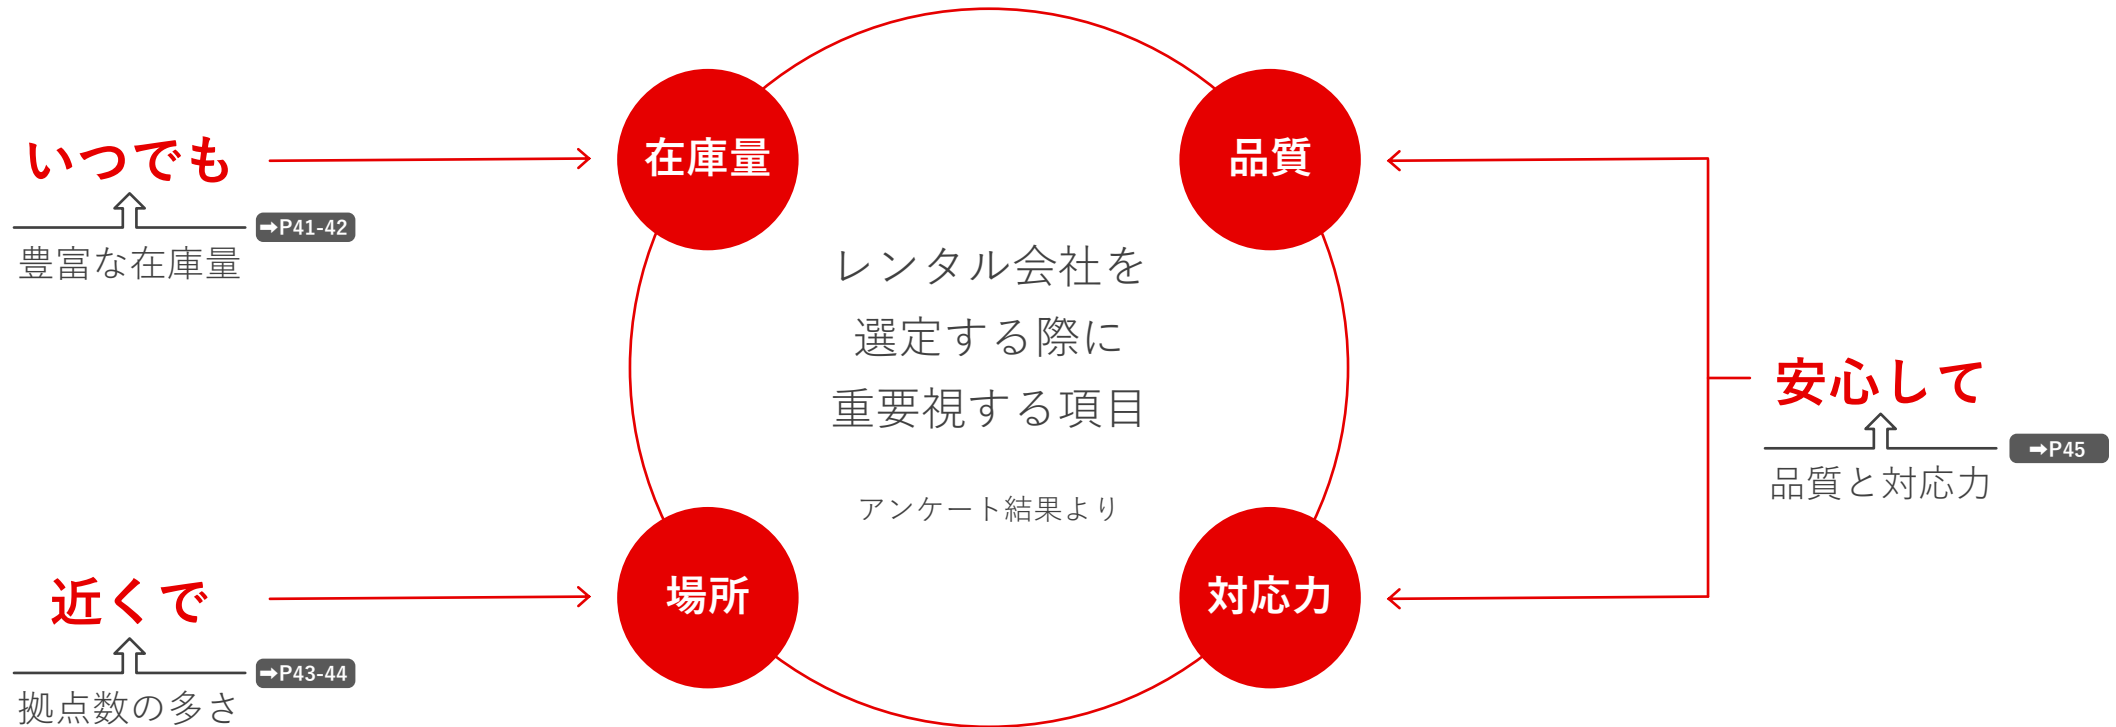 いつでも
➡P41-42
豊富な在庫量
近くで
➡P43-44
拠点数の多さ
在庫量
品質
レンタル会社を
選定する際に
重要視する項目
アンケート結果より
場所
対応力
安心して
➡P45
品質と対応力